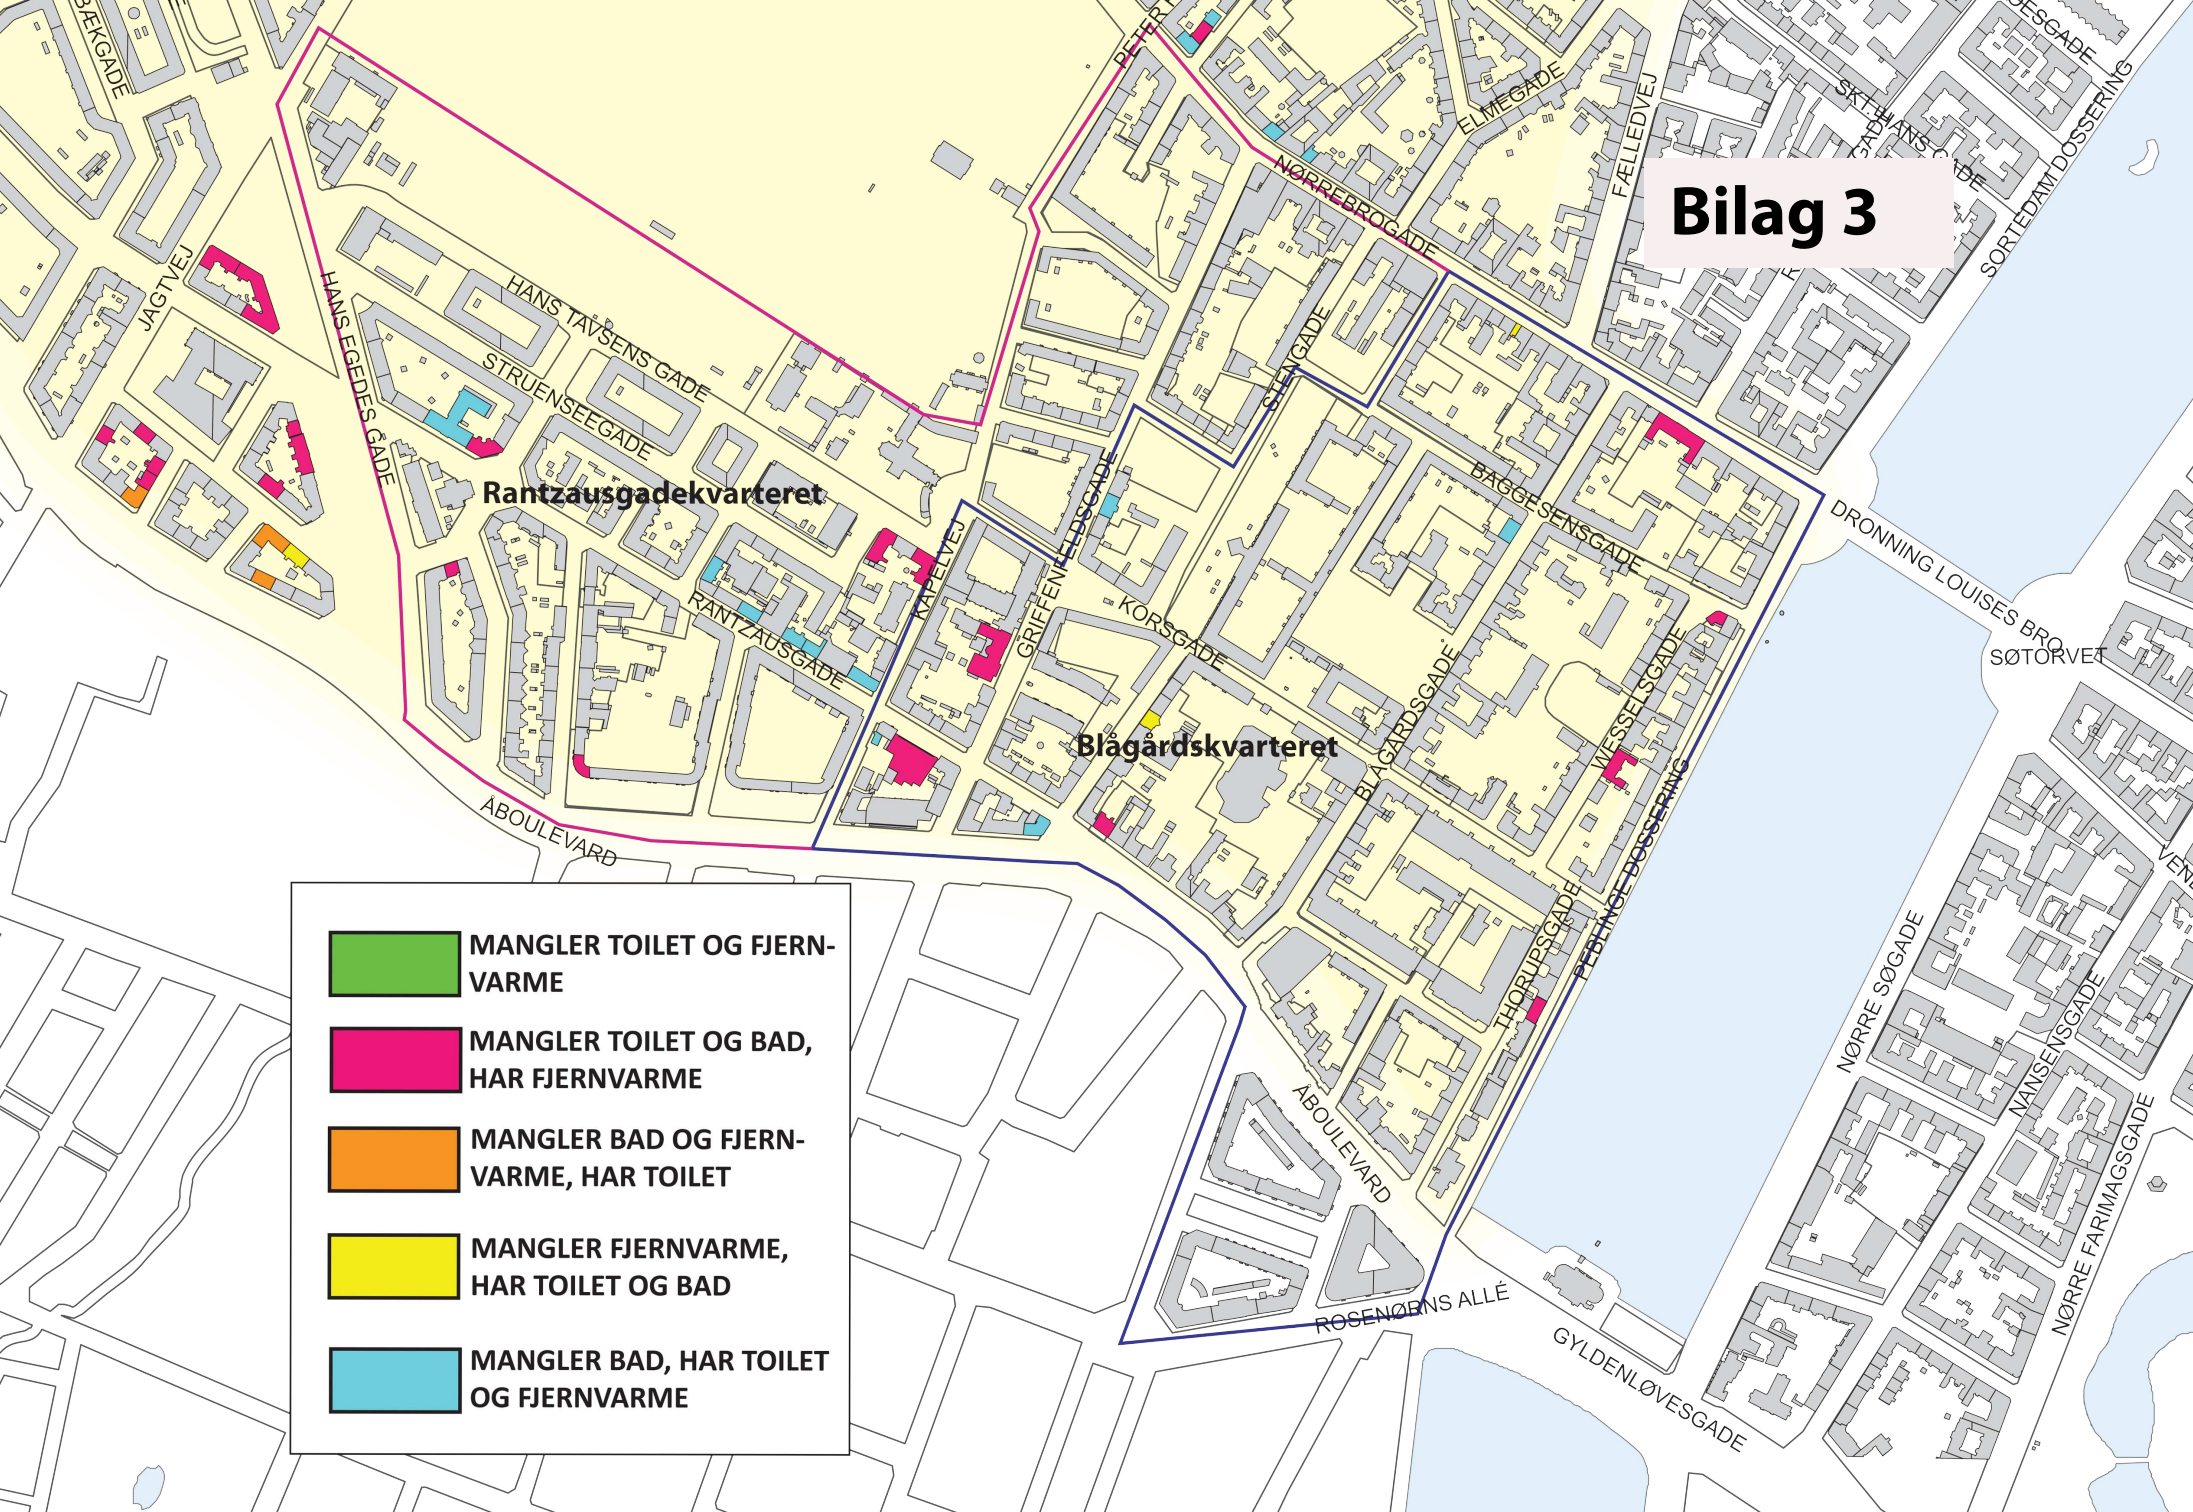 BÆKGADE
PETER
ELMEGADE
FÆLLEDVEJ
SKT. HANS GADE
SORTEDAM DOSSERING
Bilag 3
NØRREBROGADE
JAGTVEJ
HANS EGEDES GADE
HANS TAVSENS GADE
STRUENSEEGADE
STENGADE
Rantzausgadekvarteret
KAPELVEJ
GRIFFENFELDSGADE
BAGGESENSGADE
DRONNING LOUISES BRO
SØTORVET
RANTZAUSGADE
KORSGADE
Blågårdskvarteret
BLÅGÅRDSGADE
WESSELSGADE
PEBLINGE DOSSERING
ÅBOULEVARD
THORUPSGADE
NØRRE SØGADE
NANSENSGADE
NØRRE FARIMAGSGADE
ÅBOULEVARD
ROSENØRNS ALLÉ
GYLDENLØVESGADE
MANGLER TOILET OG FJERN-
VARME
MANGLER TOILET OG BAD,
HAR FJERNVARME
MANGLER BAD OG FJERN-
VARME, HAR TOILET
MANGLER FJERNVARME,
HAR TOILET OG BAD
MANGLER BAD, HAR TOILET
OG FJERNVARME